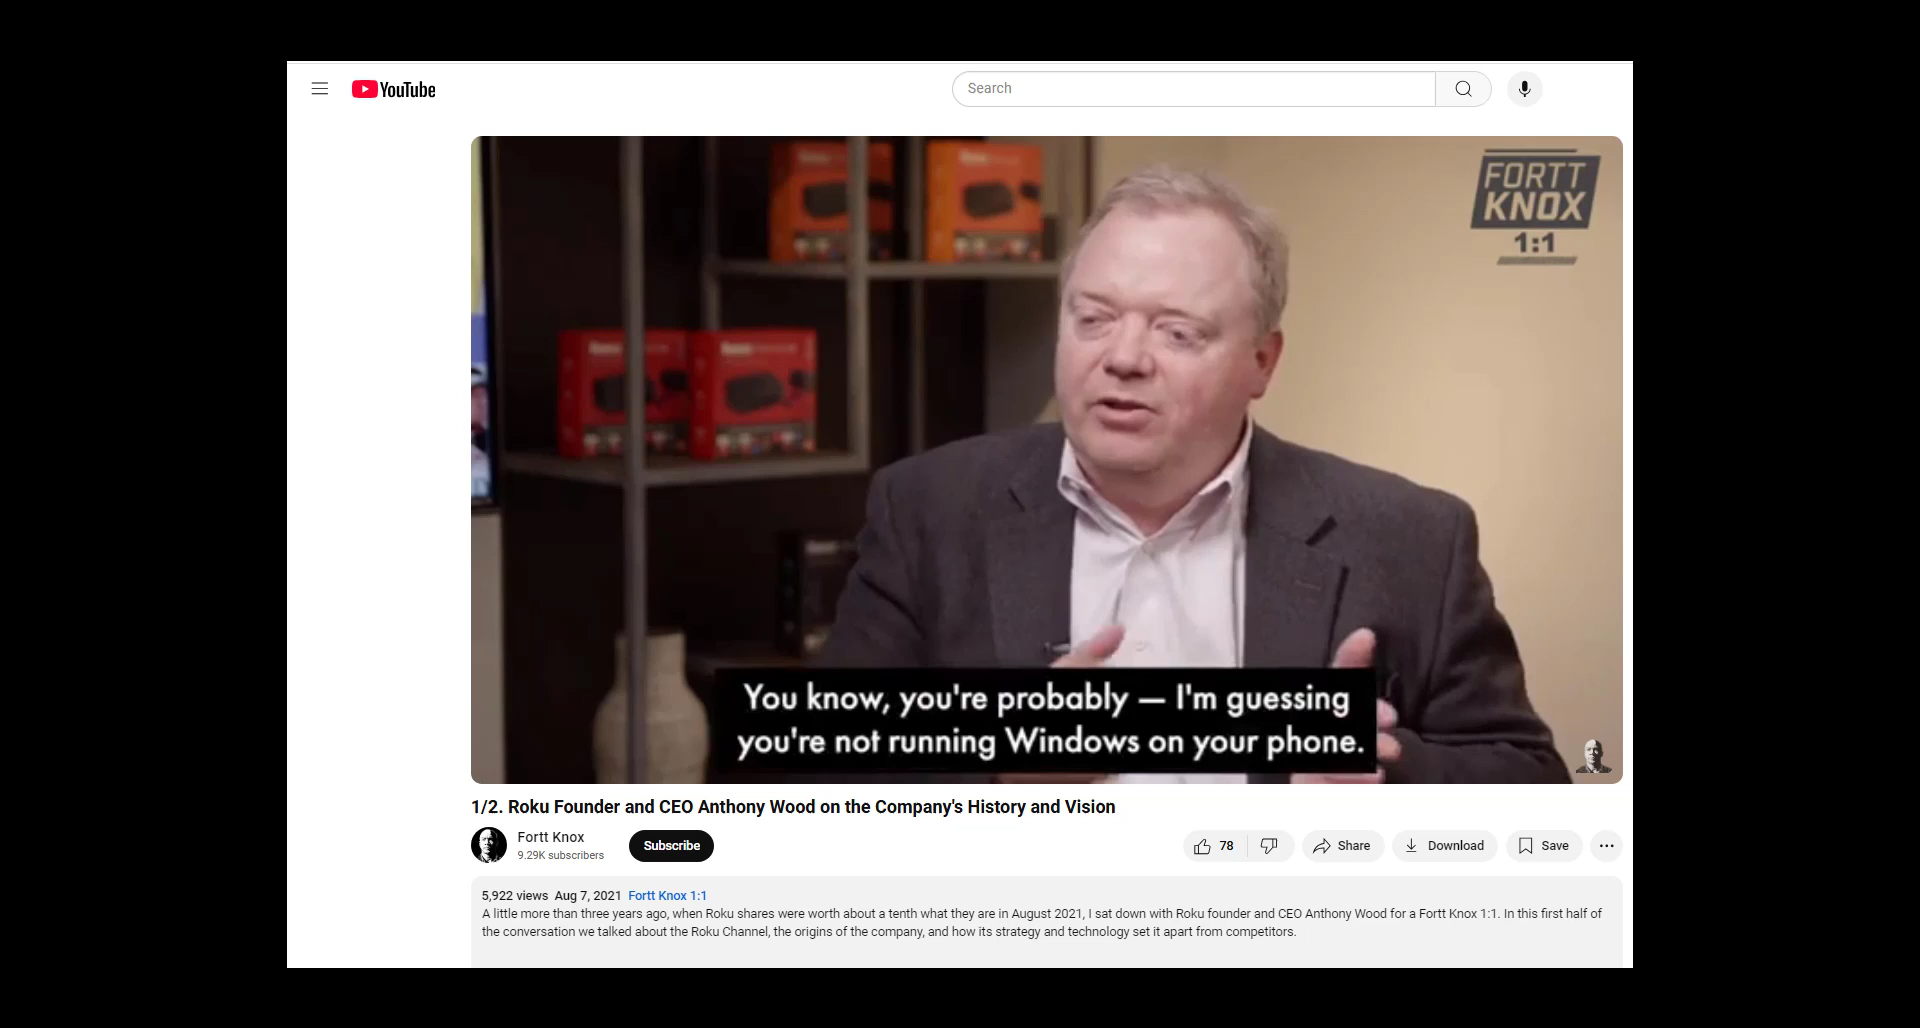 YouTube
Search
FORTT
KNOX
1:1
You know, you're probably — I'm guessing
you're not running Windows on your phone.
1/2. Roku Founder and CEO Anthony Wood on the Company's History and Vision
Fortt Knox
9.29K subscribers
Subscribe
78
Share
Download
Save
5,922 views Aug 7, 2021 Fortt Knox 1:1
A little more than three years ago, when Roku shares were worth about a tenth what they are in August 2021, I sat down with Roku founder and CEO Anthony Wood for a Fortt Knox 1:1. In this first half of
the conversation we talked about the Roku Channel, the origins of the company, and how its strategy and technology set it apart from competitors.